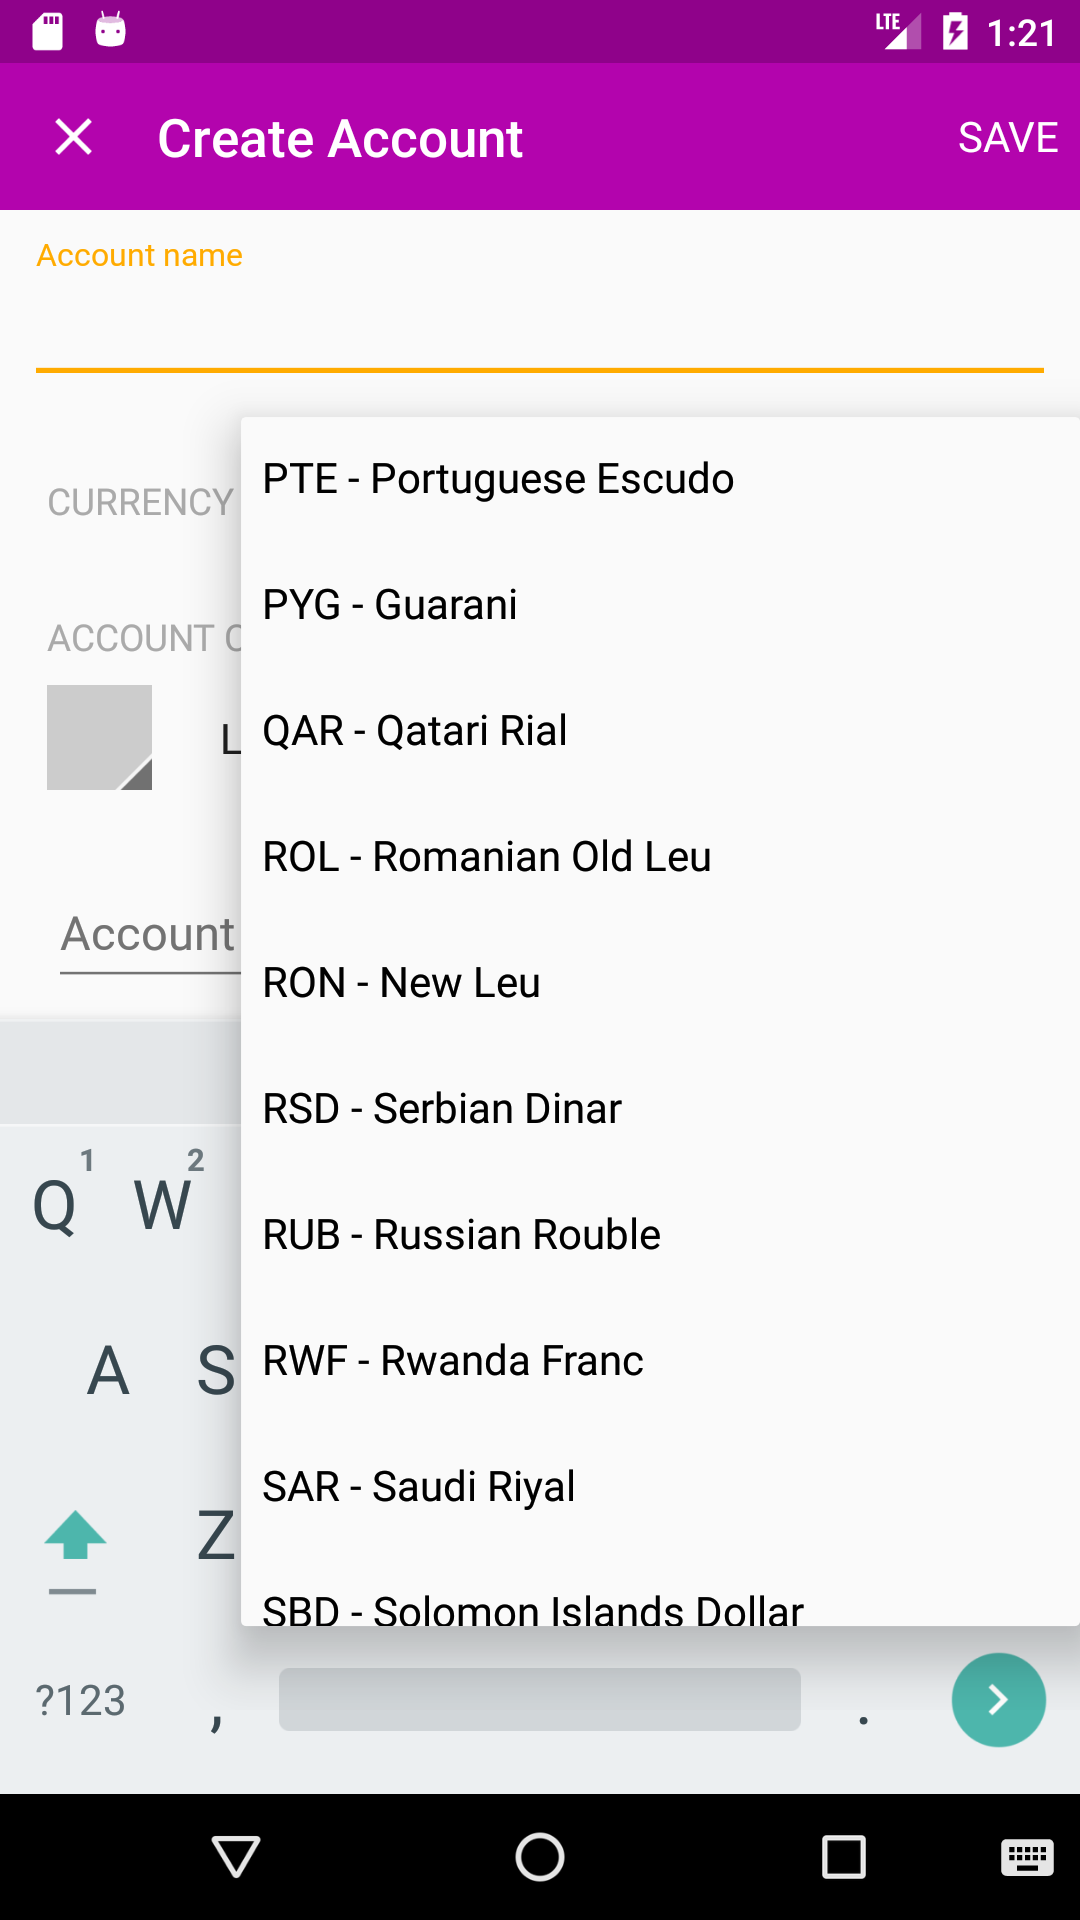 LTE 1:21
Create Account SAVE
Account name
PTE - Portuguese Escudo
CURRENCY
PYG - Guarani
ACCOUNT
QAR - Qatari Rial
L
ROL - Romanian Old Leu
Account
RON - New Leu
RSD - Serbian Dinar
Q 1 W 2
RUB - Russian Rouble
A S
RWF - Rwanda Franc
SAR - Saudi Riyal
Z
SBD - Solomon Islands Dollar
?123 , .